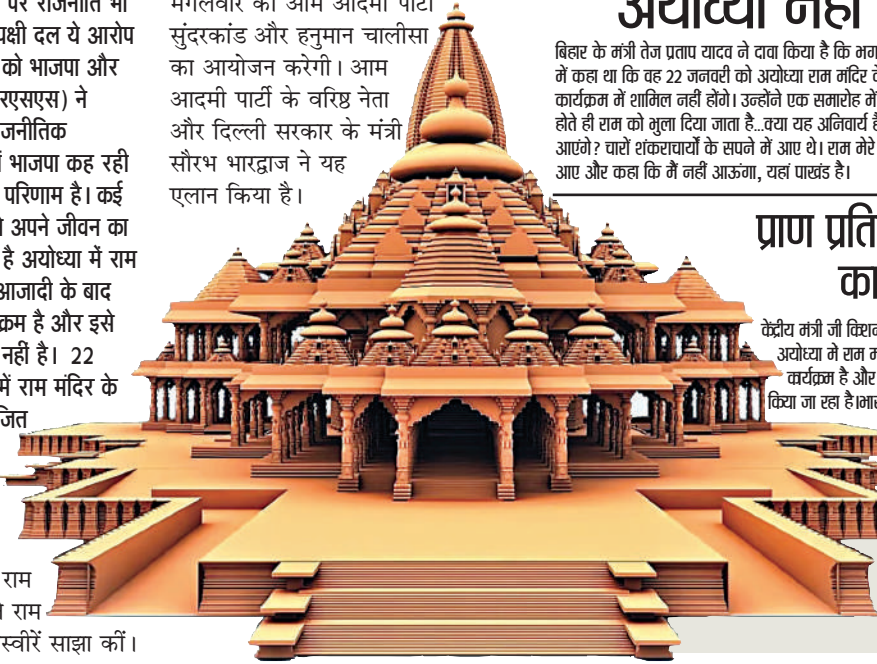 पर राजनीति भी
पक्षी दल ये आरोप
को भाजपा और
रएसएस) ने
जनीतिक
भाजपा कह रही
परिणाम है। कई
अपने जीवन का
है अयोध्या में राम
आजादी के बाद
क्रम है और इसे
नहीं है। 22
में राम मंदिर के
जित
राम
राम
स्वीरें साझा कीं।
मंगलवार को आम आदमी पार्टी
सुंदरकांड और हनुमान चालीसा
का आयोजन करेगी। आम
आदमी पार्टी के वरिष्ठ नेता
और दिल्ली सरकार के मंत्री
सौरभ भारद्वाज ने यह
एलान किया है।
अयोध्या नहीं
बिहार के मंत्री तेज प्रताप यादव ने दावा किया है कि भग
में कहा था कि वह 22 जनवरी को अयोध्या राम मंदिर के
कार्यक्रम में शामिल नहीं होंगे। उन्होंने एक समारोह में
होते ही राम को भुला दिया जाता है...क्या यह अनिवार्य है
आएंगे? चारों शंकराचार्यों के सपने में आए थे। राम मेरे
आए और कहा कि मैं नहीं आऊंगा, यहां पाखंड है।
प्राण प्रति
का
केंद्रीय मंत्री जी किशन
अयोध्या मे राम म
कार्यक्रम है और
किया जा रहा है।भार